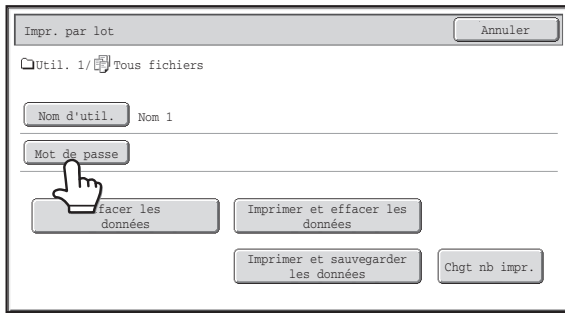 Impr. par lot
Annuler
Util. 1/ Tous fichiers
Nom d'util.
Nom 1
Mot de passe
facer les
données
Imprimer et effacer les
données
Imprimer et sauvegarder
les données
Chgt nb impr.